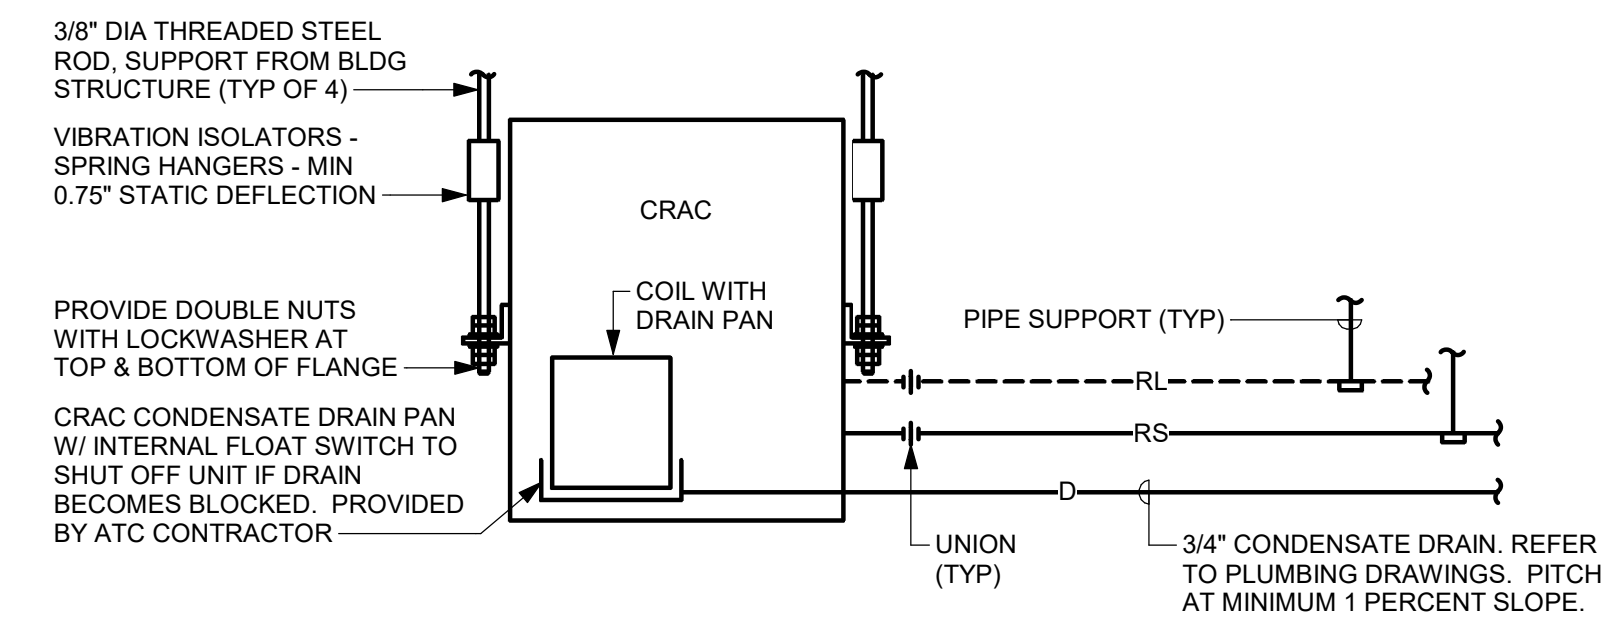 3/8" DIA THREADED STEEL
ROD, SUPPORT FROM BLDG
STRUCTURE (TYP OF 4)
VIBRATION ISOLATORS -
SPRING HANGERS - MIN
0.75" STATIC DEFLECTION
CRAC
COIL WITH
DRAIN PAN
PROVIDE DOUBLE NUTS
WITH LOCKWASHER AT
TOP & BOTTOM OF FLANGE
PIPE SUPPORT (TYP)
RL
CRAC CONDENSATE DRAIN PAN
W/ INTERNAL FLOAT SWITCH TO
SHUT OFF UNIT IF DRAIN
BECOMES BLOCKED. PROVIDED
BY ATC CONTRACTOR
RS
D
UNION
(TYP)
3/4" CONDENSATE DRAIN. REFER
TO PLUMBING DRAWINGS. PITCH
AT MINIMUM 1 PERCENT SLOPE.